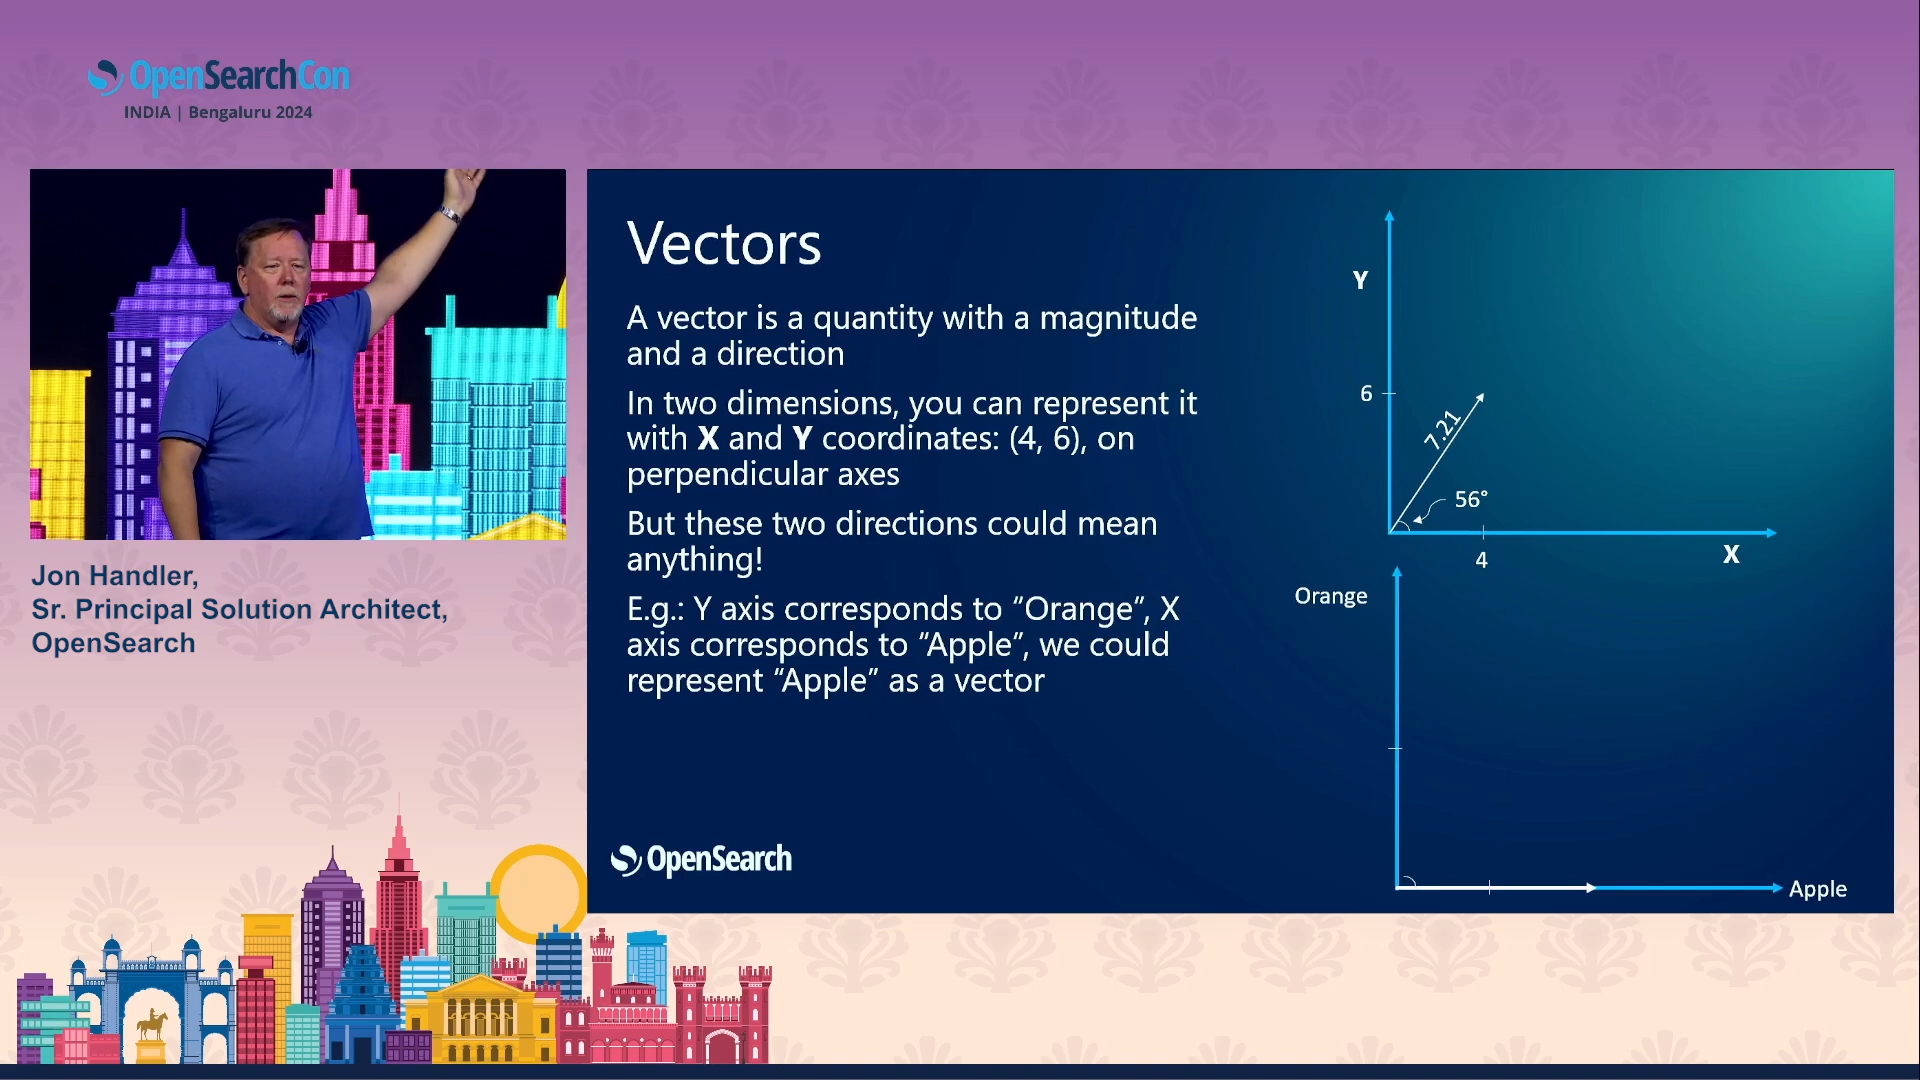 OpenSearchCon
INDIA | Bengaluru 2024
Jon Handler,
Sr. Principal Solution Architect,
OpenSearch
Vectors
A vector is a quantity with a magnitude
and a direction
In two dimensions, you can represent it
with X and Y coordinates: (4, 6), on
perpendicular axes
But these two directions could mean
anything!
E.g.: Y axis corresponds to “Orange”, X
axis corresponds to “Apple”, we could
represent “Apple” as a vector
OpenSearch
Y
6
7.21
56°
4
X
Orange
Apple